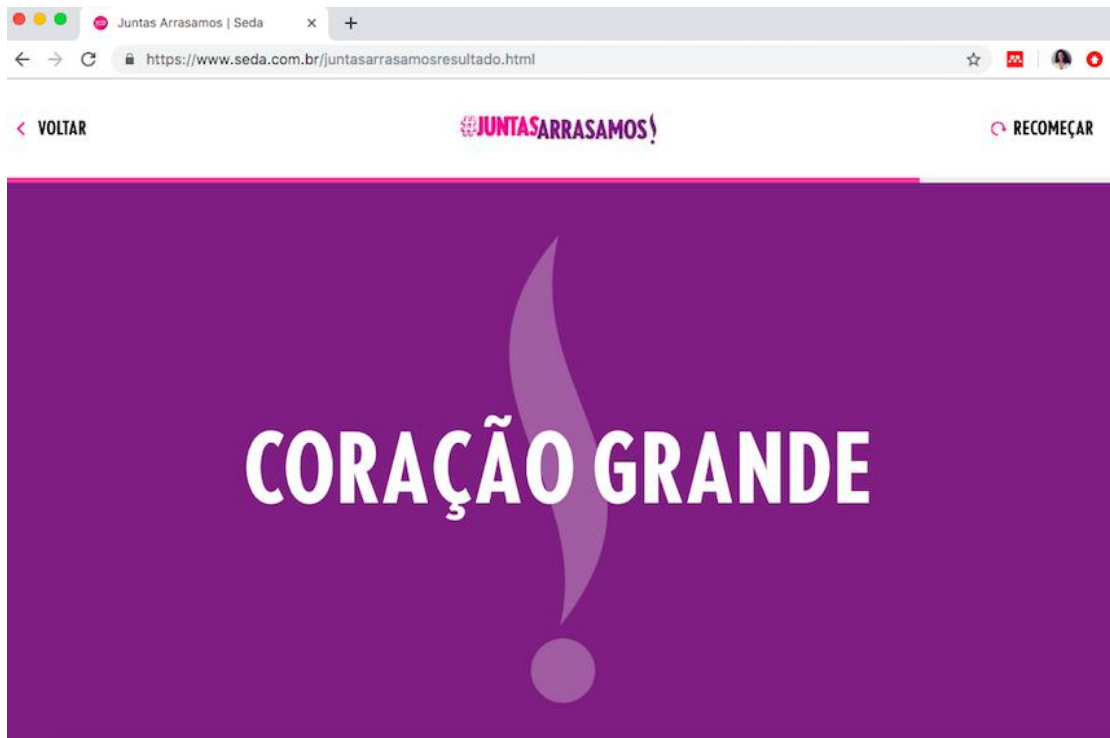 Juntas Arrasamos | Seda
https://www.seda.com.br/juntasarrasamosresultado.html
VOLTAR
#JUNTASARRASAMOS!
RECOMEÇAR
CORAÇÃO GRANDE